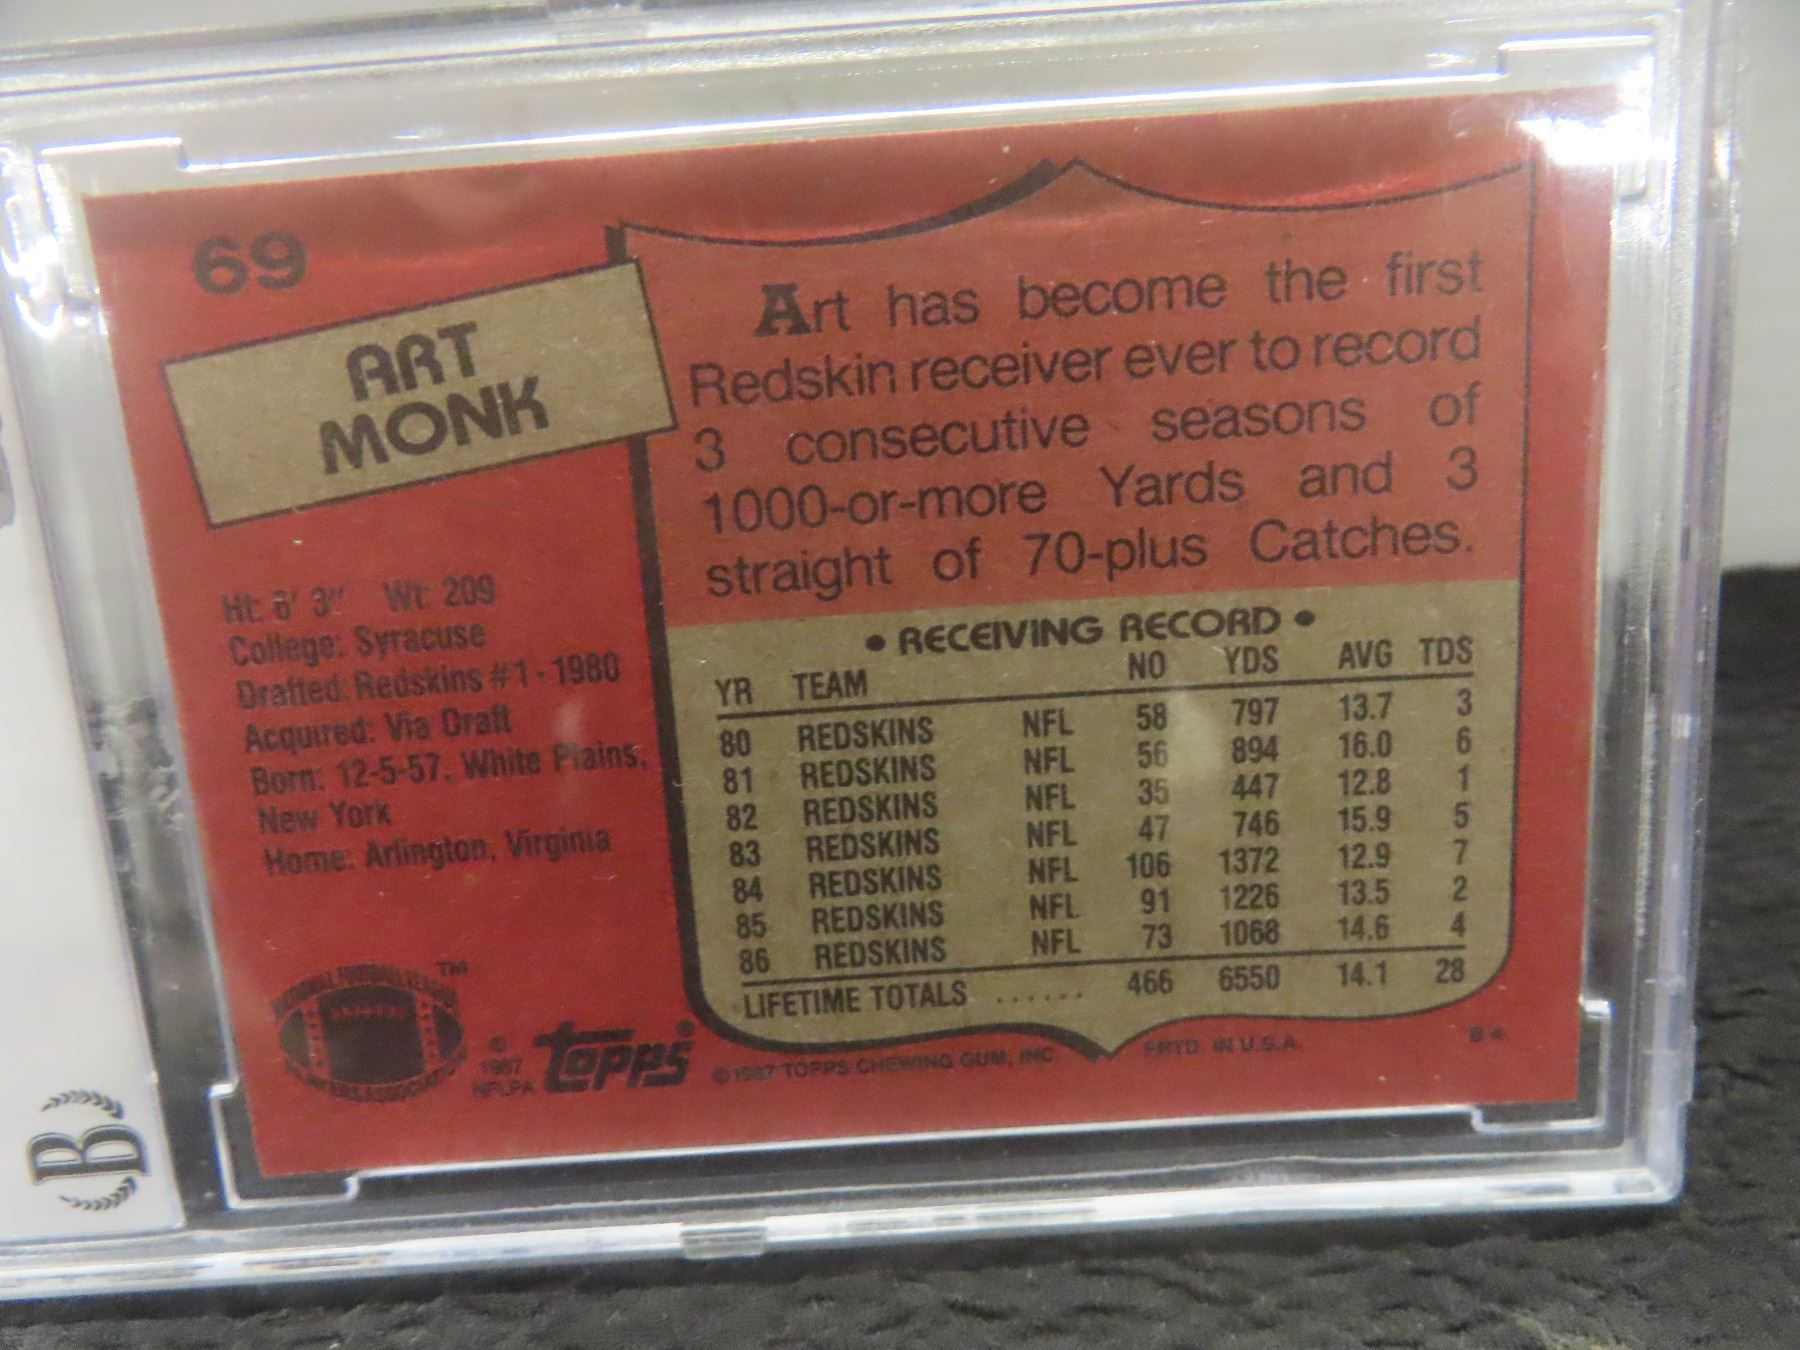 69
ART
MONK
Ht: 6' 3" Wt: 209
College: Syracuse
Drafted: Redskins #1-1980
Acquired: Via Draft
Born: 12-5-57, White Plains,
New York
Home: Arlington, Virginia
Art has become the first
Redskin receiver ever to record
3 consecutive seasons of
1000-or-more Yards and 3
straight of 70-plus Catches.
• RECEIVING RECORD •
YR TEAM NO YDS AVG TDS
80 REDSKINS NFL 58 797 13.7 3
81 REDSKINS NFL 56 894 16.0 6
82 REDSKINS NFL 35 447 12.8 1
83 REDSKINS NFL 47 746 15.9 5
84 REDSKINS NFL 106 1372 12.9 7
85 REDSKINS NFL 91 1226 13.5 2
86 REDSKINS NFL 73 1068 14.6 4
LIFETIME TOTALS ...... 466 6550 14.1 28
NATIONAL FOOTBALL LEAGUE
PLAYERS ASSOCIATION
TM
© 1987 NFLPA
topps
© 1987 TOPPS CHEWING GUM, INC. PRTD. IN U.S.A.
B